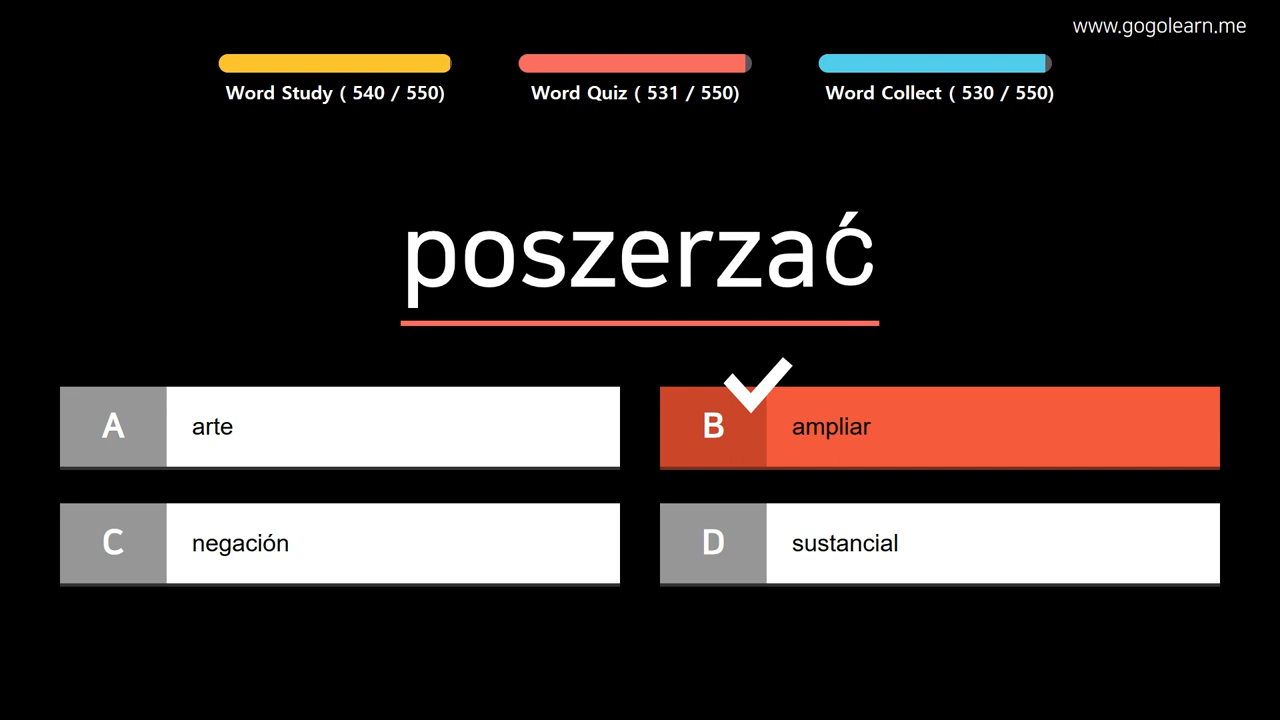 www.gogolearn.me
Word Study ( 540 / 550)
Word Quiz ( 531 / 550)
Word Collect ( 530 / 550)
poszerzać
A arte
B ampliar
C negación
D sustancial